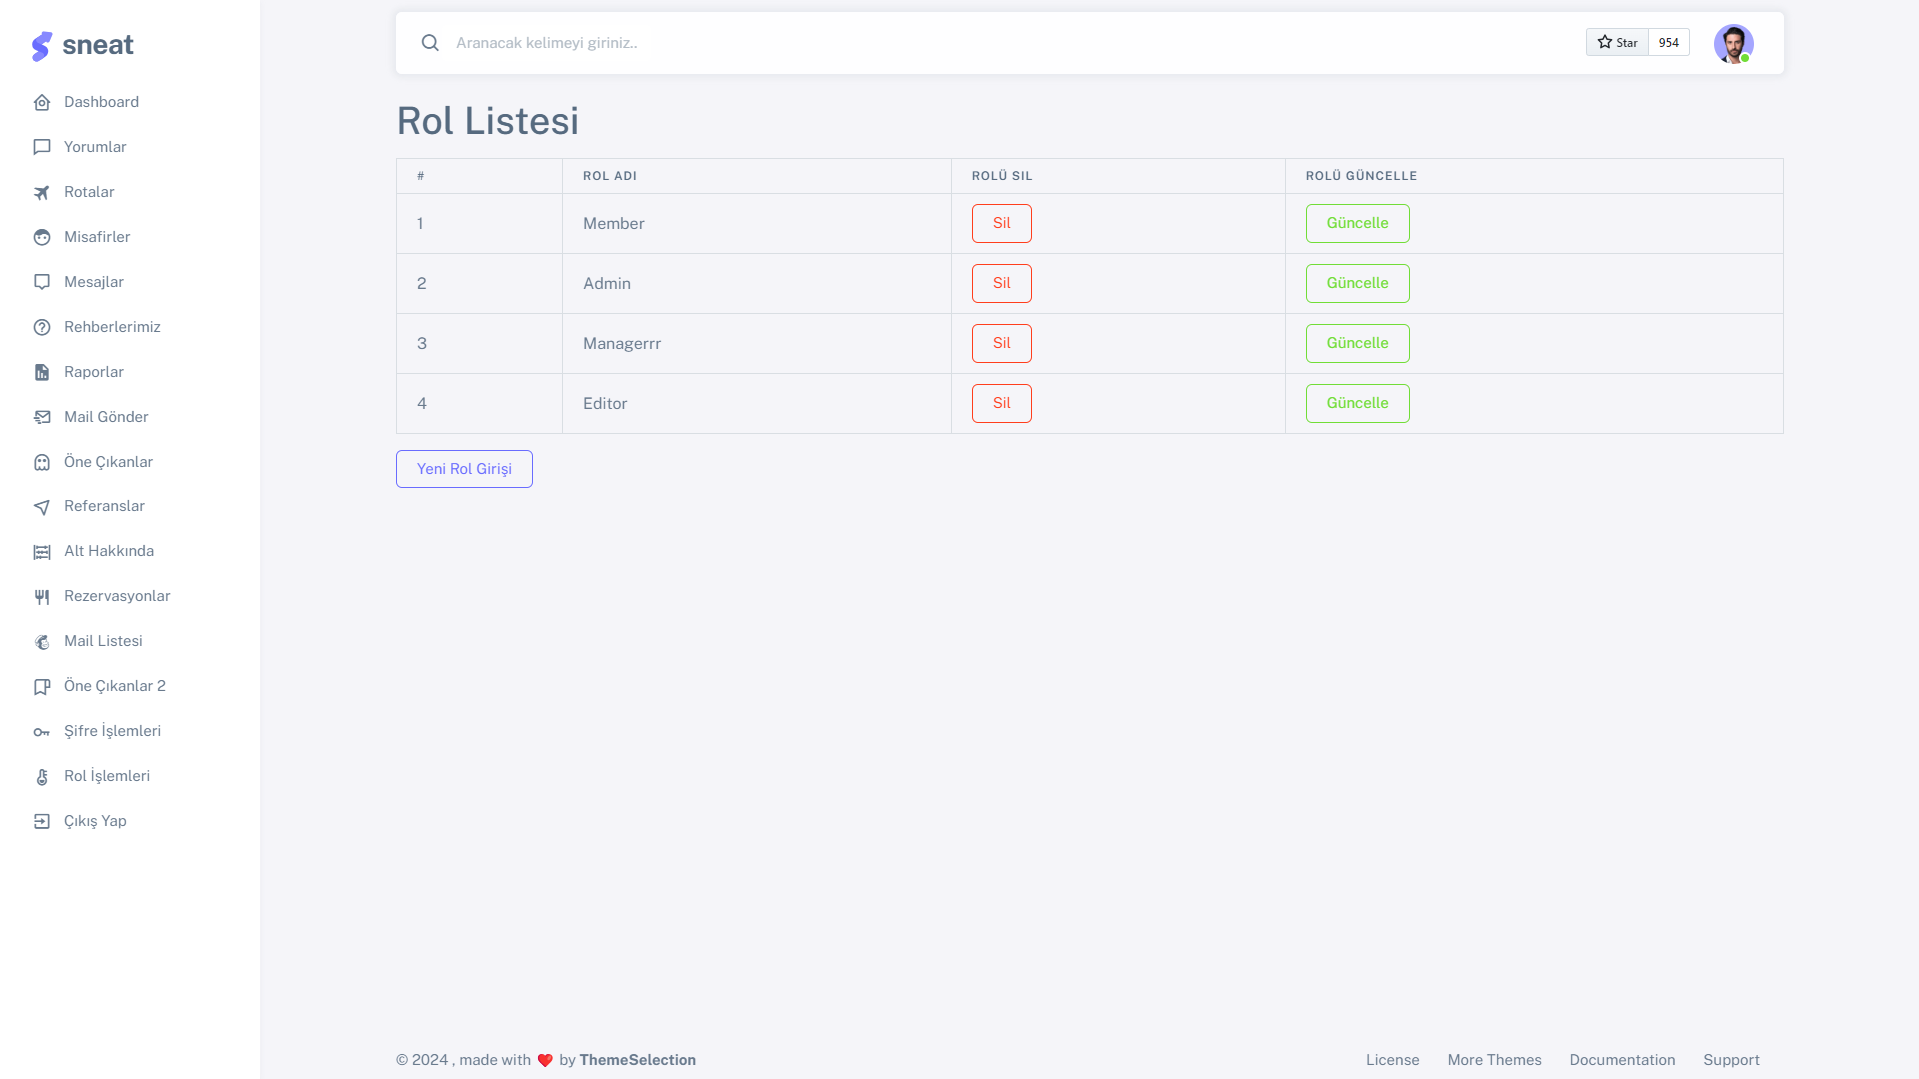 sneat
Dashboard
Yorumlar
Rotalar
Misafirler
Mesajlar
Rehberlerimiz
Raporlar
Mail Gönder
Öne Çıkanlar
Referanslar
Alt Hakkında
Rezervasyonlar
Mail Listesi
Öne Çıkanlar 2
Şifre İşlemleri
Rol İşlemleri
Çıkış Yap
Aranacak kelimeyi giriniz.. Star 954
Rol Listesi
# ROL ADI ROLÜ SIL ROLÜ GÜNCELLE
1 Member Sil Güncelle
2 Admin Sil Güncelle
3 Managerrr Sil Güncelle
4 Editor Sil Güncelle
Yeni Rol Girişi
© 2024 , made with ❤️ by ThemeSelection License More Themes Documentation Support